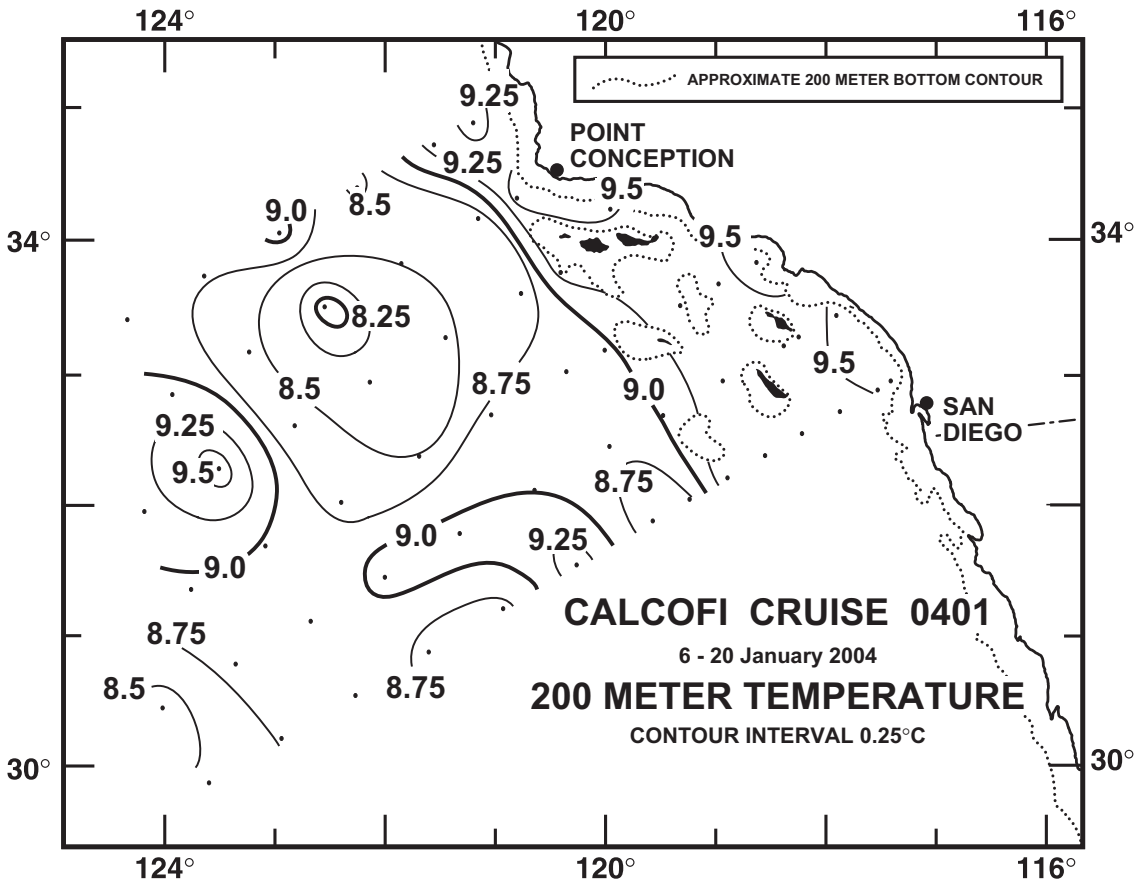 124° 120° 116°
APPROXIMATE 200 METER BOTTOM CONTOUR
9.25
POINT
CONCEPTION
9.25
9.5
8.5
9.0
34° 9.5 34°
8.25
9.5
8.5 8.75 9.0
SAN
DIEGO
9.25
9.5
8.75
9.0 9.25
9.0
CALCOFI CRUISE 0401
8.75
6 - 20 January 2004
8.5 8.75
200 METER TEMPERATURE
CONTOUR INTERVAL 0.25°C
30° 30°
124° 120° 116°